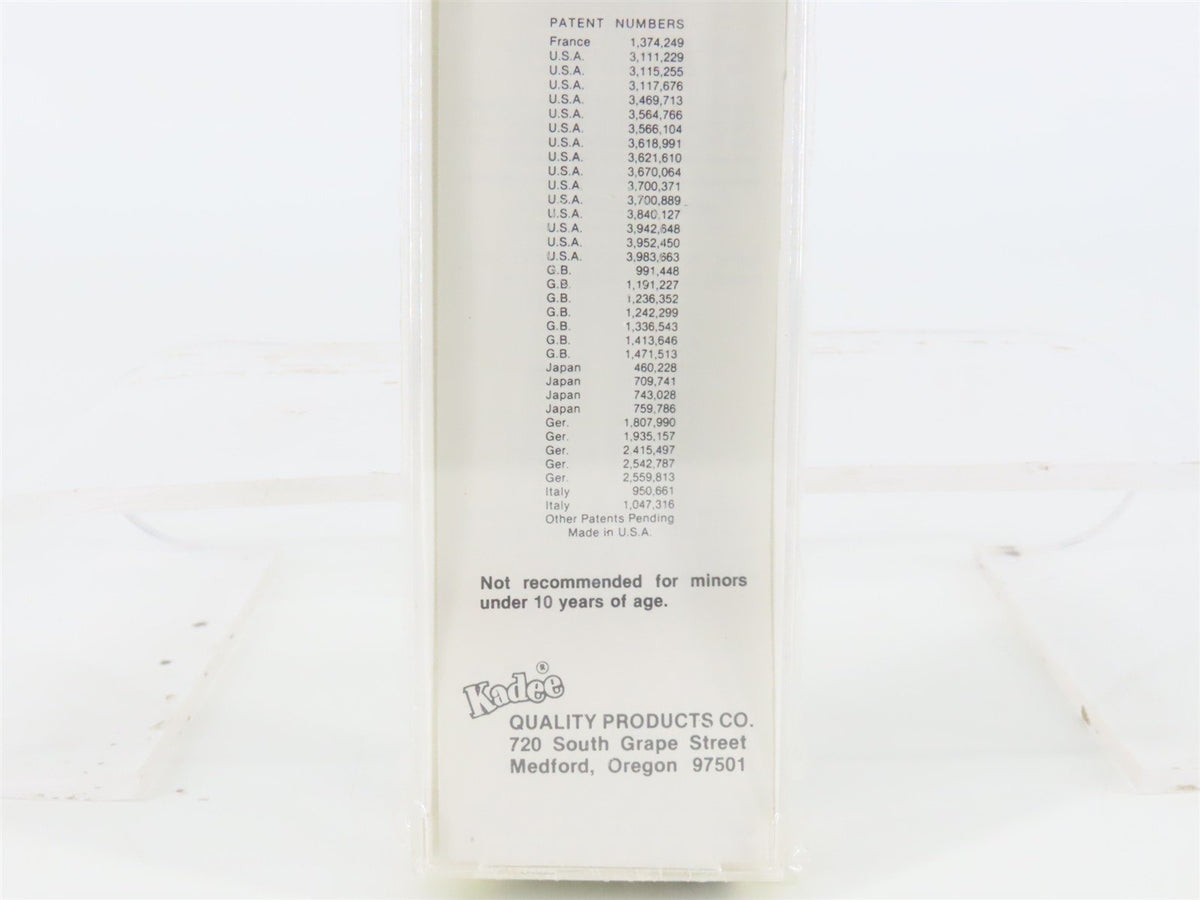 PATENT NUMBERS
France 1,374,249
U.S.A. 3,111,229
U.S.A. 3,115,255
U.S.A. 3,117,676
U.S.A. 3,469,713
U.S.A. 3,564,766
U.S.A. 3,566,104
U.S.A. 3,618,991
U.S.A. 3,621,610
U.S.A. 3,670,064
U.S.A 3,700,371
U.S.A. 3,700,889
U.S.A. 3,840,127
U.S.A. 3,942,648
U.S.A. 3,952,450
U.S.A. 3,983,663
G.B. 991,448
G.B. 1,191,227
G.B. 1,236,352
G.B. 1,242,299
G.B. 1,336,543
G.B. 1,413,646
G.B. 1,471,513
Japan 460,228
Japan 709,741
Japan 743,028
Japan 759,786
Ger. 1,807,990
Ger. 1,935,157
Ger. 2,415,497
Ger. 2,542,787
Ger. 2,559,813
Italy 950,661
Italy 1,047,316
Other Patents Pending
Made in U.S.A.
Not recommended for minors
under 10 years of age.
Kadee®
QUALITY PRODUCTS CO.
720 South Grape Street
Medford, Oregon 97501